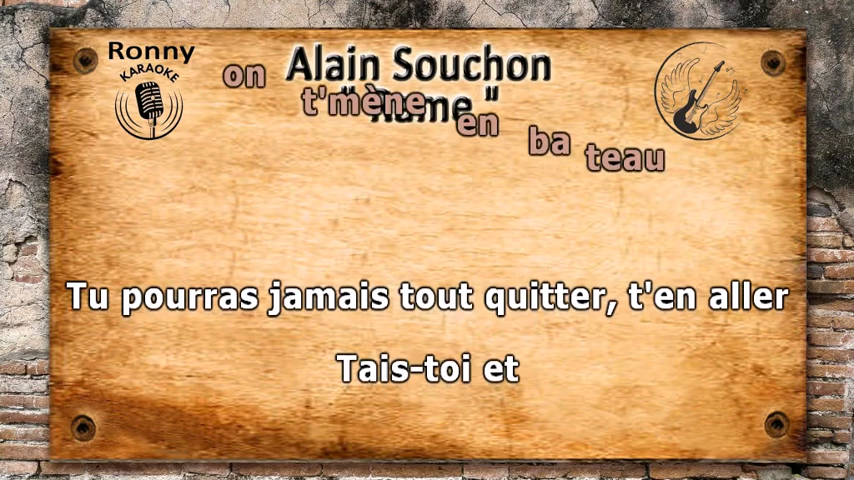 Ronny
KARAOKE
Alain Souchon
" Rame "
on t'mène en ba teau
Tu pourras jamais tout quitter, t'en aller
Tais-toi et